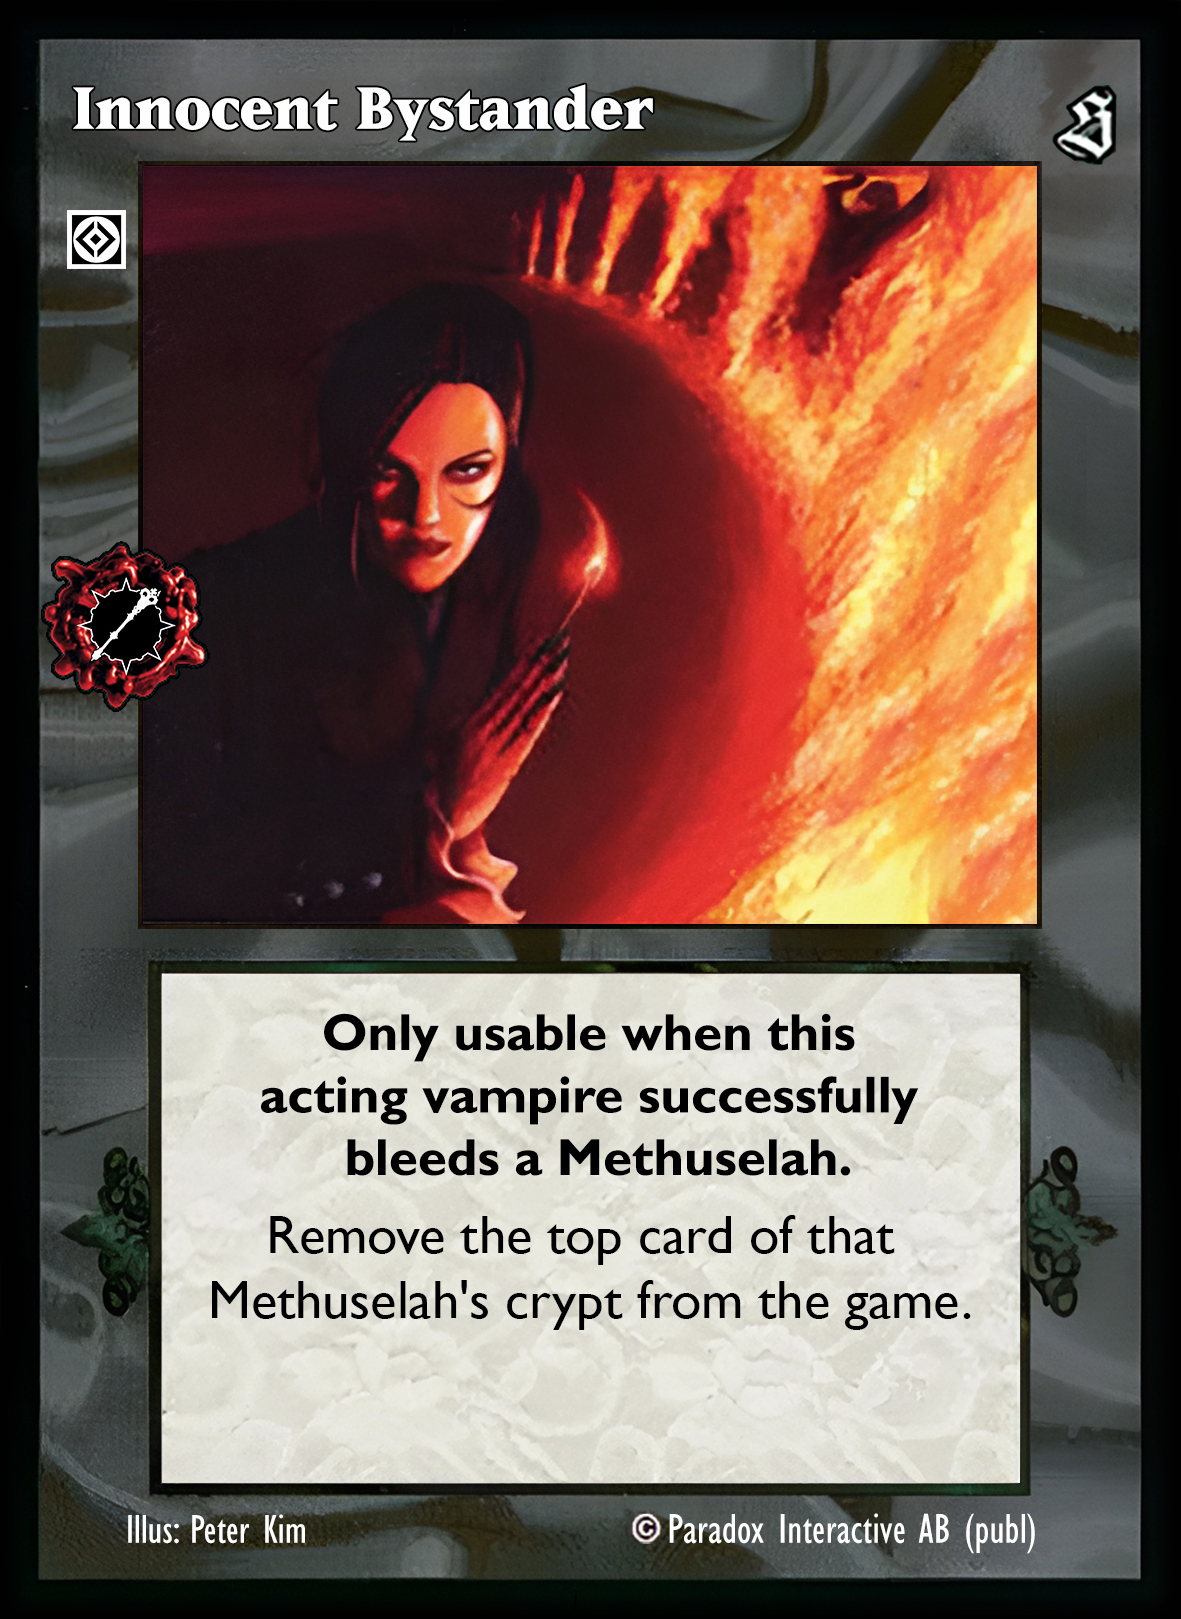 Innocent Bystander
Only usable when this
acting vampire successfully
bleeds a Methuselah.
Remove the top card of that
Methuselah's crypt from the game.
Illus: Peter Kim
© Paradox Interactive AB (publ)